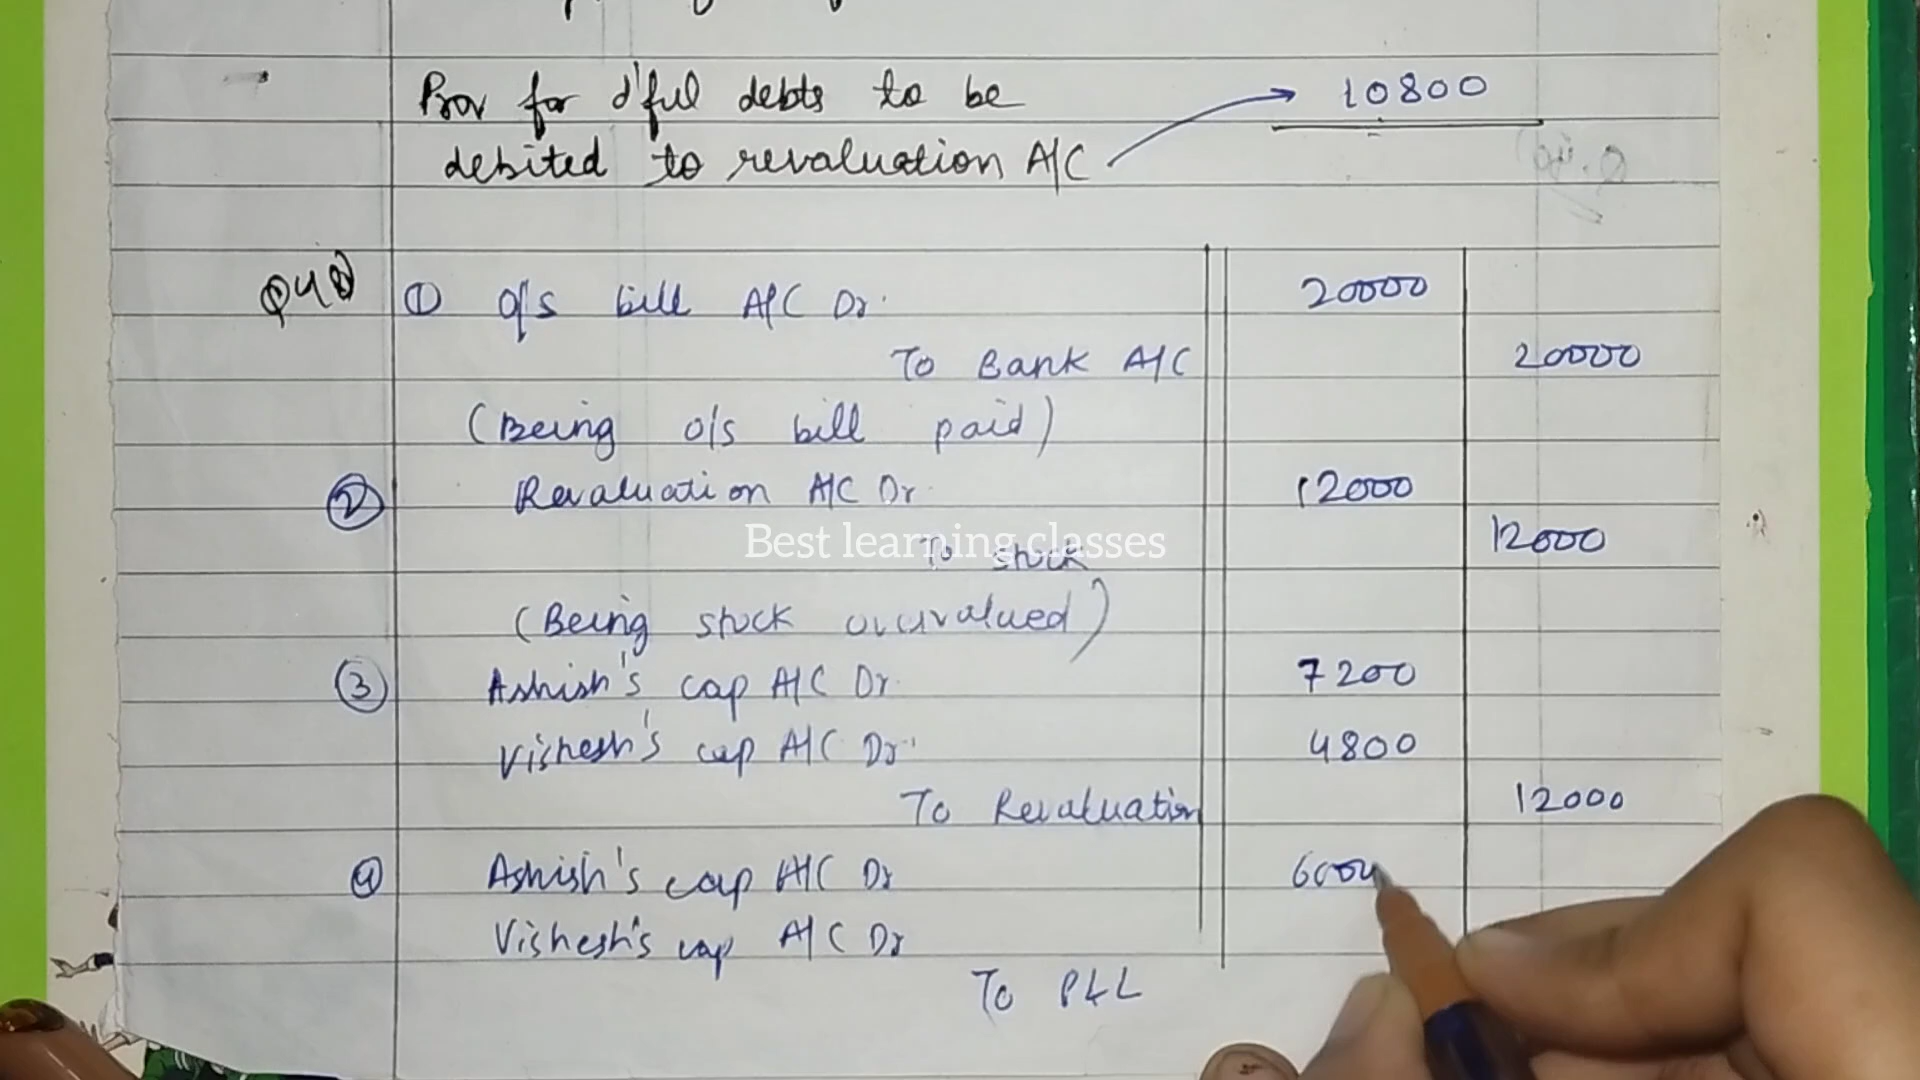 Prov for d'ful debts to be 10800
debited to revaluation A/C
① o/s bill A/C Dr. 20000
To Bank A/C 20000
(Being o/s bill paid)
② Revaluation A/C Dr. 12000
To stock 12000
Best learning classes
(Being stock overvalued)
③ Ashish's cap A/C Dr. 7200
Vishesh's cap A/C Dr. 4800
To Revaluation 12000
④ Ashish's cap A/C Dr
Vishesh's cap A/C Dr
To P&L